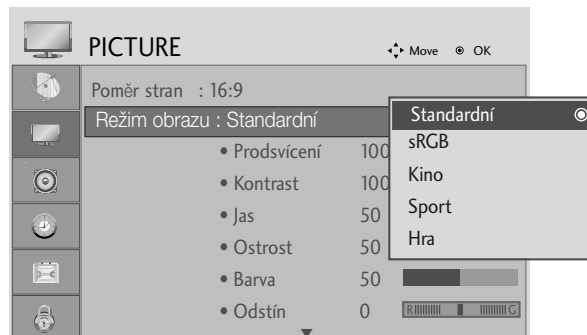 PICTURE
Move OK
Poměr stran : 16:9
Režim obrazu : Standardní
• Prodsvícení 100
• Kontrast 100
• Jas 50
• Ostrost 50
• Barva 50
• Odstín 0 R G
Standardní
sRGB
Kino
Sport
Hra